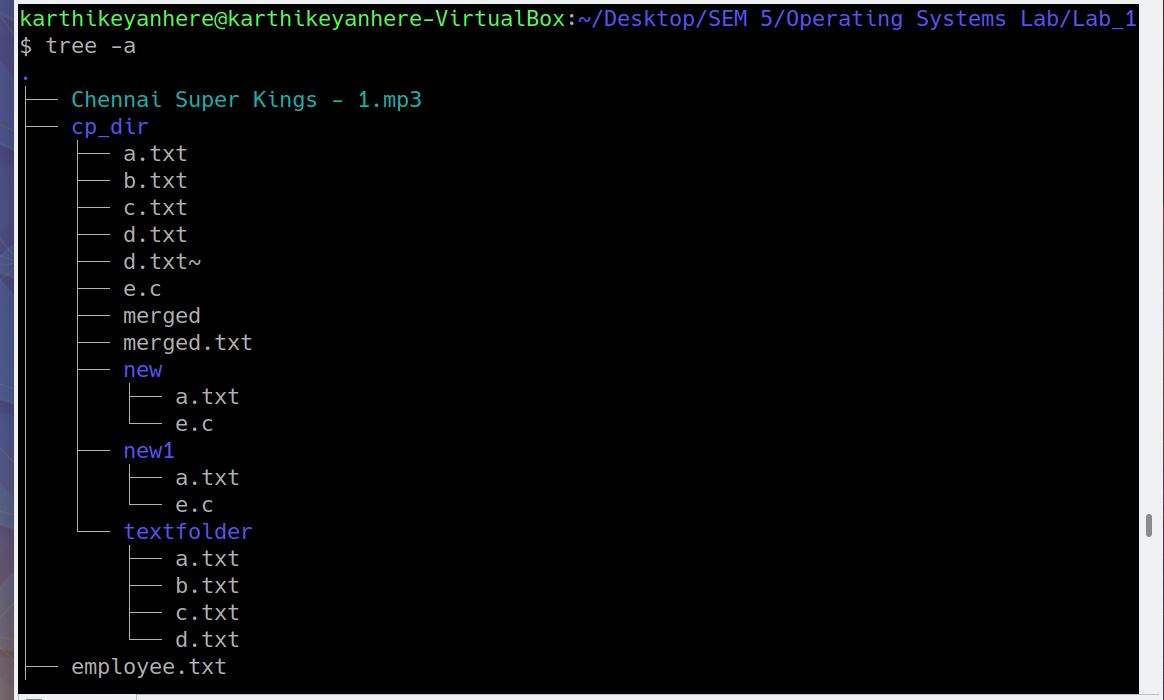 karthikeyanhere@karthikeyanhere-VirtualBox:~/Desktop/SEM 5/Operating Systems Lab/Lab_1
$ tree -a
.
├── Chennai Super Kings - 1.mp3
├── cp_dir
│   ├── a.txt
│   ├── b.txt
│   ├── c.txt
│   ├── d.txt
│   ├── d.txt~
│   ├── e.c
│   ├── merged
│   ├── merged.txt
│   ├── new
│   │   ├── a.txt
│   │   └── e.c
│   ├── new1
│   │   ├── a.txt
│   │   └── e.c
│   └── textfolder
│       ├── a.txt
│       ├── b.txt
│       ├── c.txt
│       └── d.txt
├── employee.txt